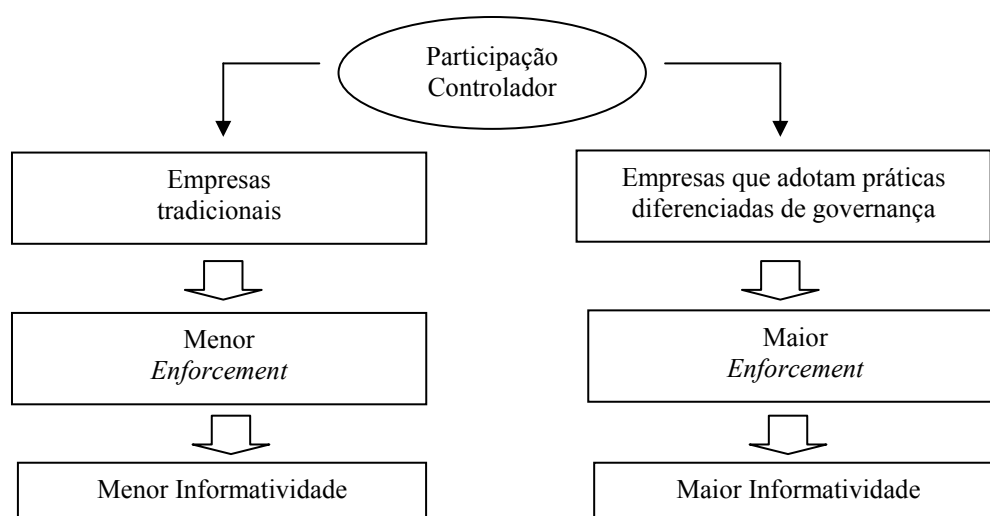 Participação
Controlador
Empresas
tradicionais
Empresas que adotam práticas
diferenciadas de governança
Menor
Enforcement
Maior
Enforcement
Menor Informatividade
Maior Informatividade